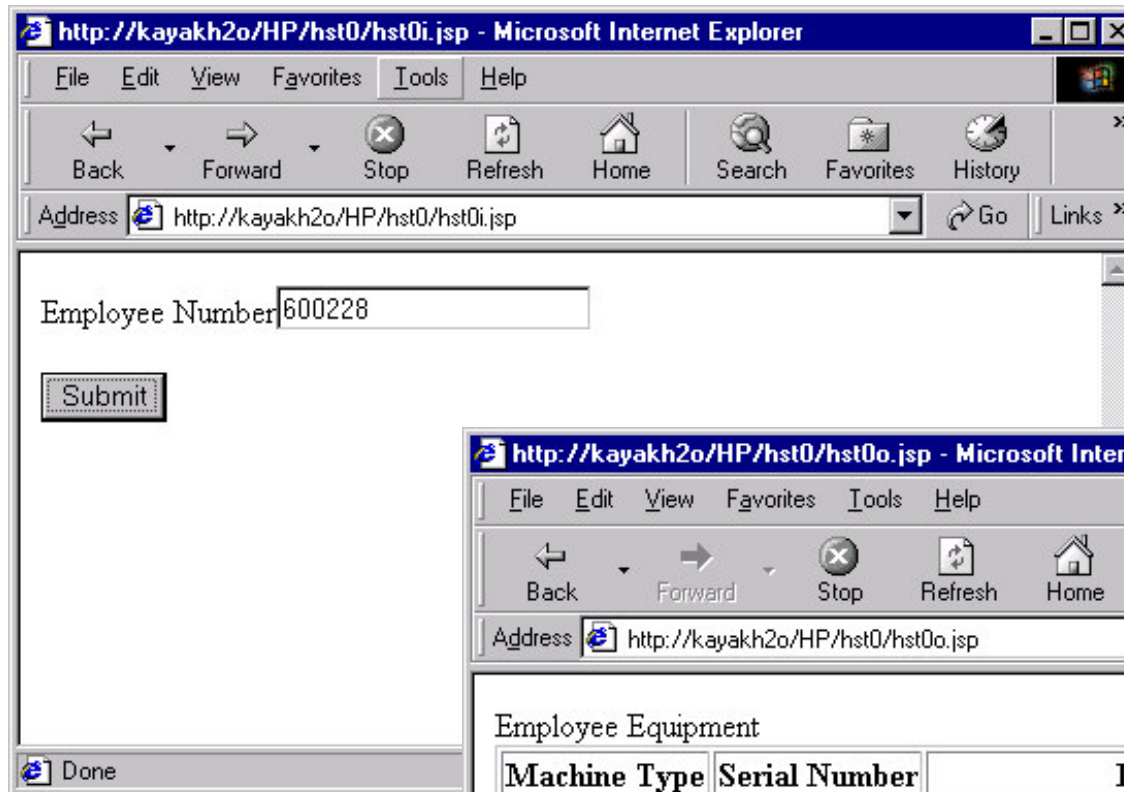 http://kayakh2o/HP/hst0/hst0i.jsp - Microsoft Internet Explorer
File Edit View Favorites Tools Help
Back Forward Stop Refresh Home Search Favorites History »
Address http://kayakh2o/HP/hst0/hst0i.jsp Go Links »
Employee Number 600228
Submit
Done
http://kayakh2o/HP/hst0/hst0o.jsp - Microsoft
File Edit View Favorites Tools Help
Back Forward Stop Refresh Home
Address http://kayakh2o/HP/hst0/hst0o.jsp
Employee Equipment
Machine Type Serial Number